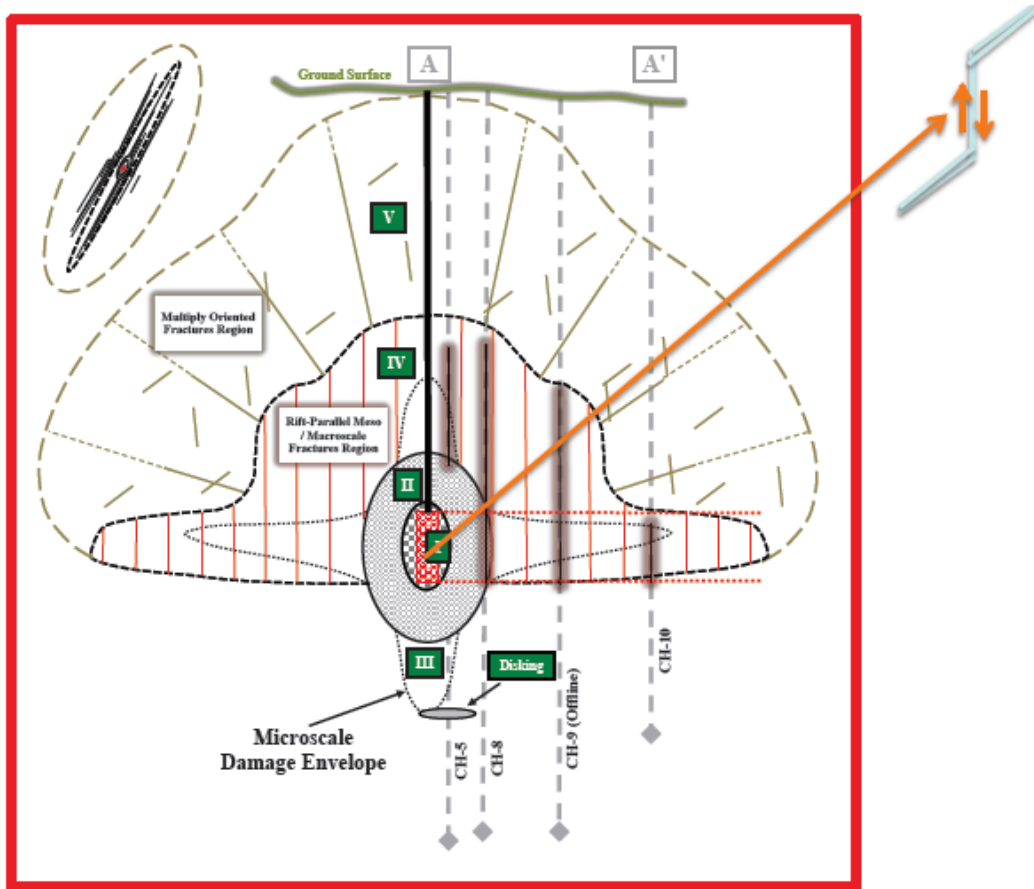 Ground Surface
A
A'
V
Multiply Oriented
Fractures Region
IV
Rift-Parallel Meso
/ Macroscale
Fractures Region
II
I
III
Disking
Microscale
Damage Envelope
CH-5
CH-8
CH-9 (Offline)
CH-10